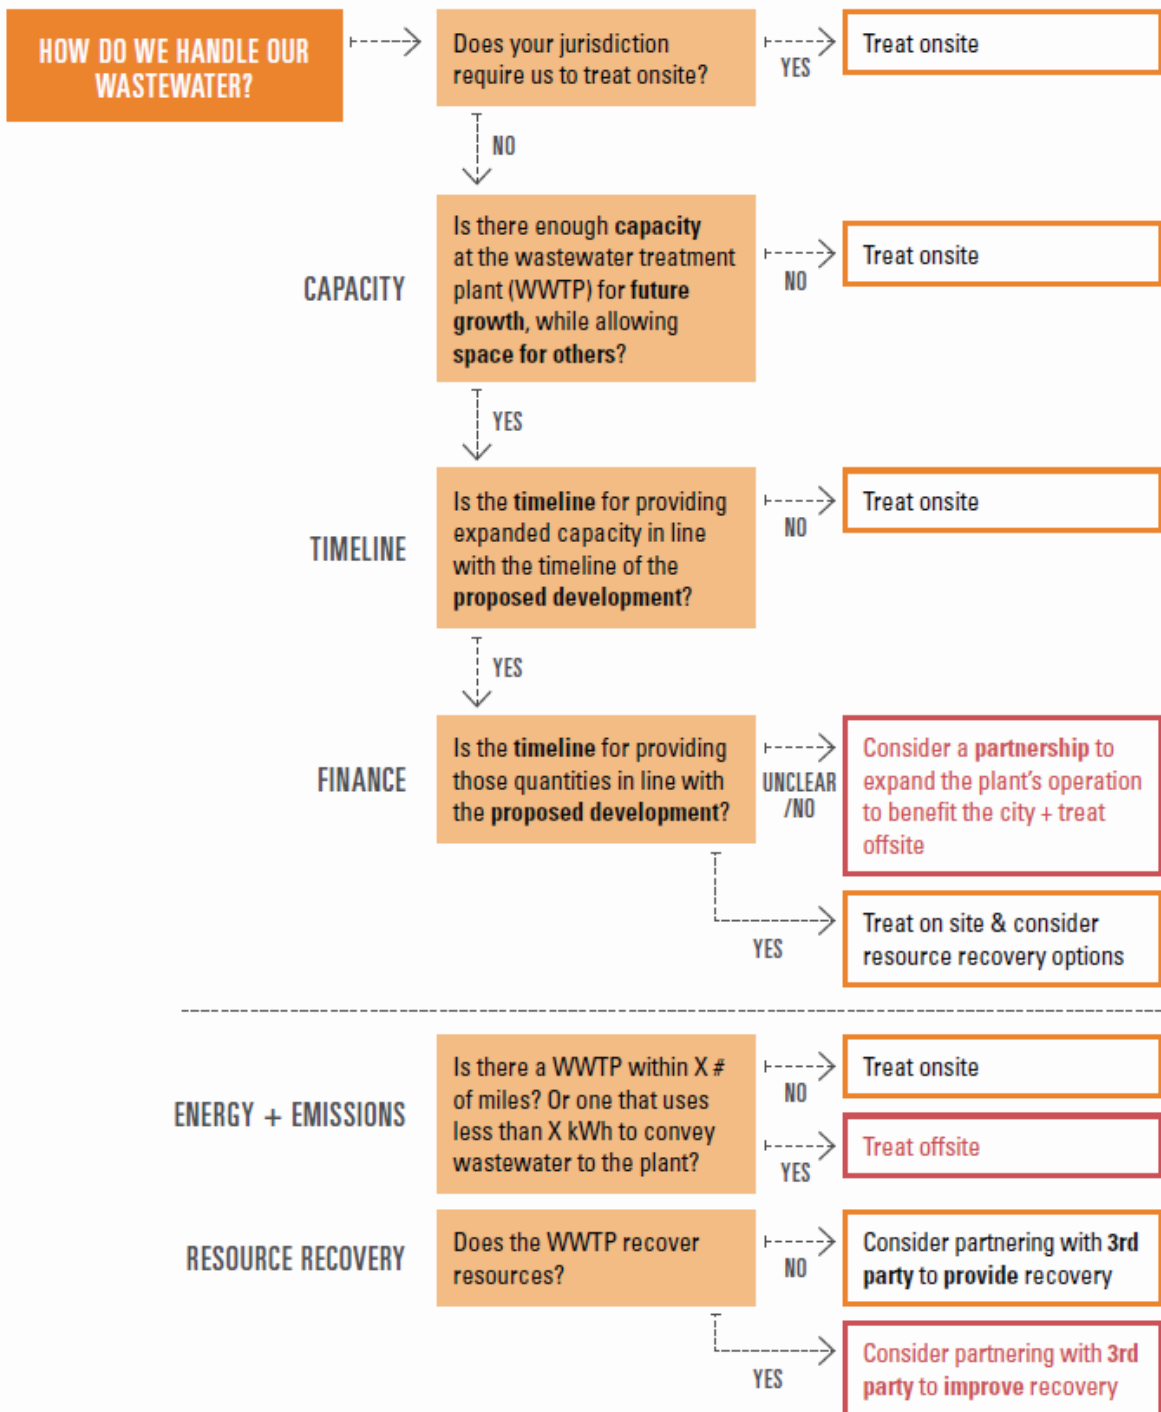 HOW DO WE HANDLE OUR
WASTEWATER?
Does your jurisdiction
require us to treat onsite?
YES
Treat onsite
NO
CAPACITY
Is there enough capacity
at the wastewater treatment
plant (WWTP) for future
growth, while allowing
space for others?
NO
Treat onsite
YES
TIMELINE
Is the timeline for providing
expanded capacity in line
with the timeline of the
proposed development?
NO
Treat onsite
YES
FINANCE
Is the timeline for providing
those quantities in line with
the proposed development?
UNCLEAR
/NO
Consider a partnership to
expand the plant's operation
to benefit the city + treat
offsite
YES
Treat on site & consider
resource recovery options
ENERGY + EMISSIONS
Is there a WWTP within X #
of miles? Or one that uses
less than X kWh to convey
wastewater to the plant?
NO
Treat onsite
YES
Treat offsite
RESOURCE RECOVERY
Does the WWTP recover
resources?
NO
Consider partnering with 3rd
party to provide recovery
YES
Consider partnering with 3rd
party to improve recovery